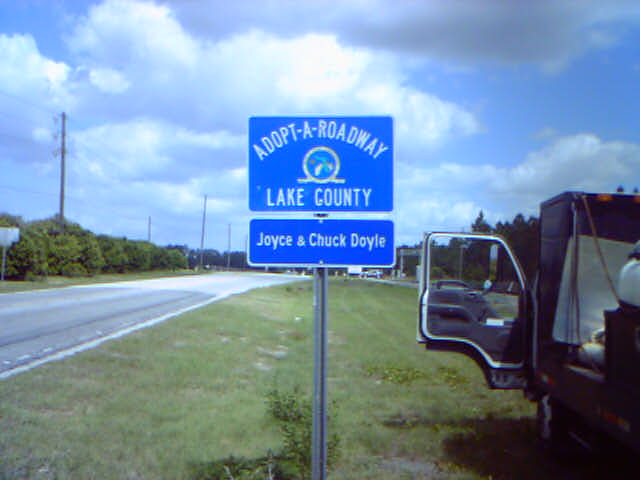 ADOPT-A-ROADWAY
LAKE COUNTY
Joyce & Chuck Doyle